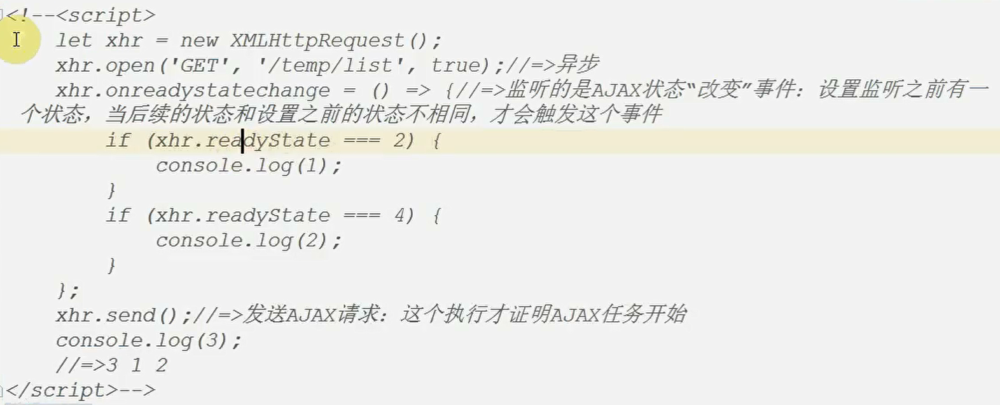 <!--<script>
let xhr = new XMLHttpRequest();
xhr.open('GET', '/temp/list', true);//=>异步
xhr.onreadystatechange = () => {//=>监听的是AJAX状态“改变”事件：设置监听之前有一
个状态，当后续的状态和设置之前的状态不相同，才会触发这个事件
if (xhr.readyState === 2) {
console.log(1);
}
if (xhr.readyState === 4) {
console.log(2);
}
};
xhr.send();//=>发送AJAX请求：这个执行才证明AJAX任务开始
console.log(3);
//=>3 1 2
</script>-->